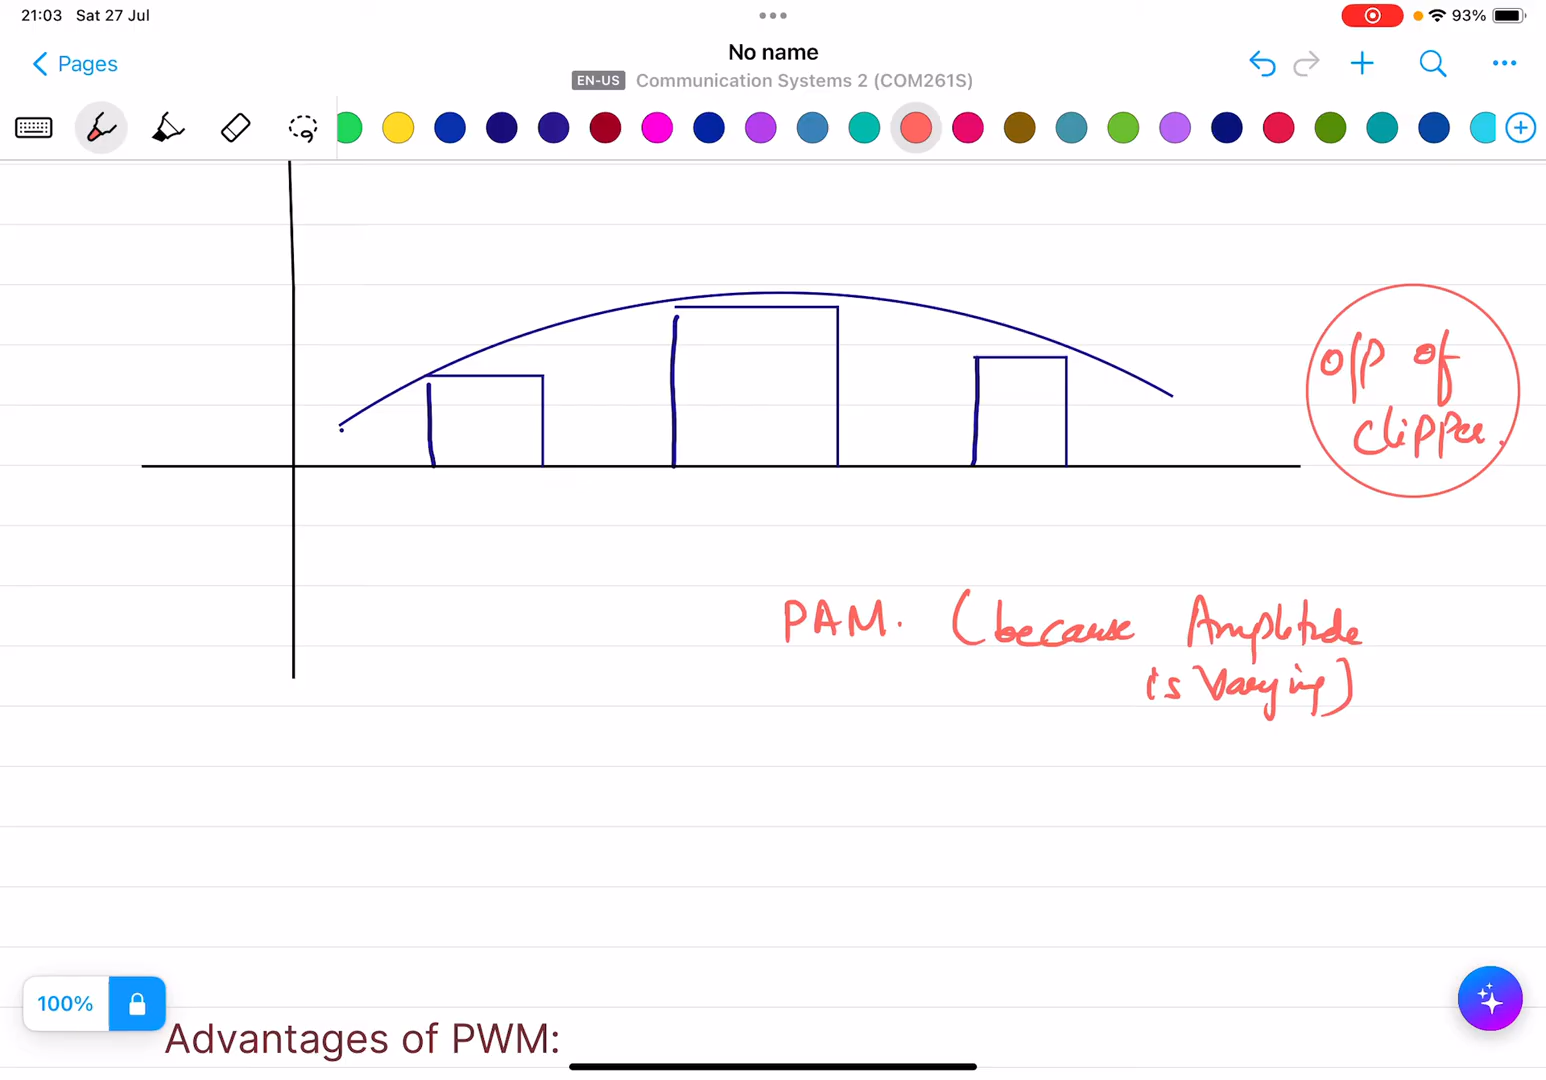 21:03 Sat 27 Jul
93%
Pages
No name
EN-US Communication Systems 2 (COM261S)
o/p of
clipper.
PAM. (because Amplitude
is varying)
100%
Advantages of PWM: